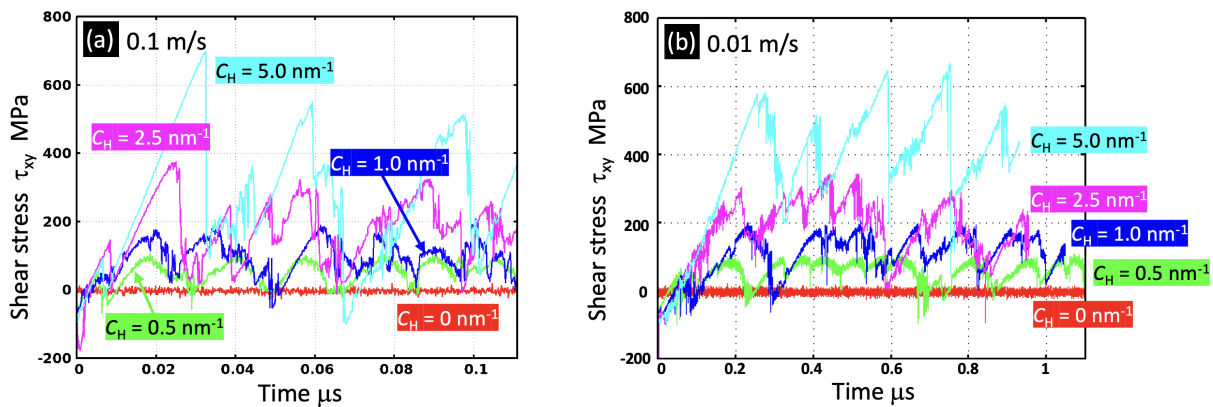 (a) 0.1 m/s
Shear stress τxy MPa
800
600
400
200
0
-200
CH = 5.0 nm-1
CH = 2.5 nm-1
CH = 1.0 nm-1
CH = 0.5 nm-1
CH = 0 nm-1
0 0.02 0.04 0.06 0.08 0.1
Time μs
(b) 0.01 m/s
Shear stress τxy MPa
800
600
400
200
0
-200
CH = 5.0 nm-1
CH = 2.5 nm-1
CH = 1.0 nm-1
CH = 0.5 nm-1
CH = 0 nm-1
0 0.2 0.4 0.6 0.8 1
Time μs